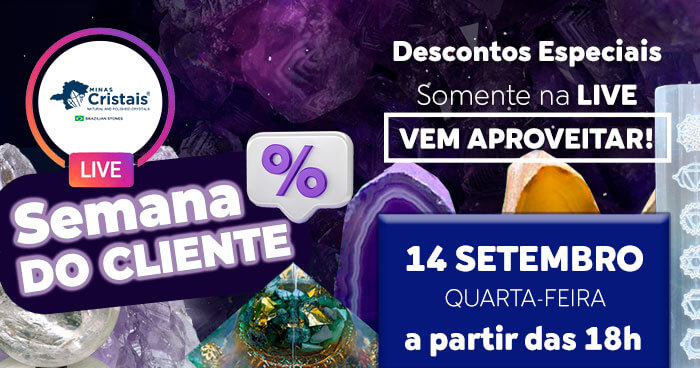 MINAS
Cristais®
NATURAL AND POLISHED CRYSTALS
BRAZILIAN STONES
LIVE
Semana
DO CLIENTE
%
Descontos Especiais
Somente na LIVE
VEM APROVEITAR!
14 SETEMBRO
QUARTA-FEIRA
a partir das 18h